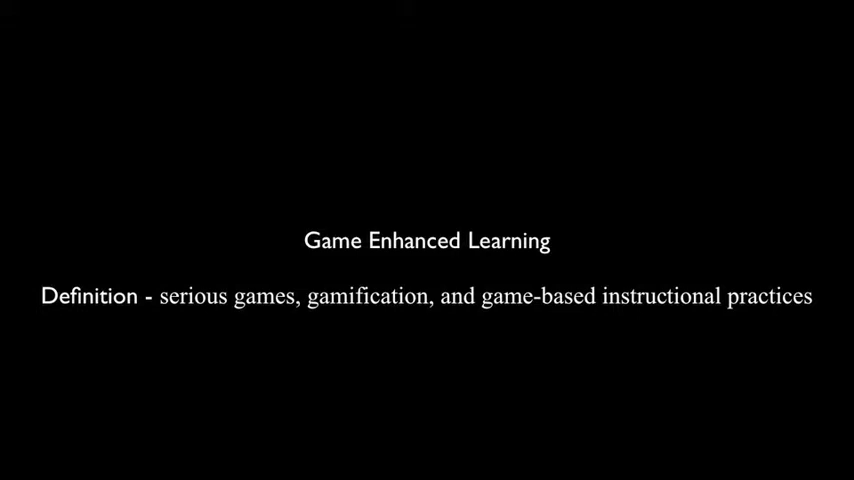 Game Enhanced Learning
Definition - serious games, gamification, and game-based instructional practices